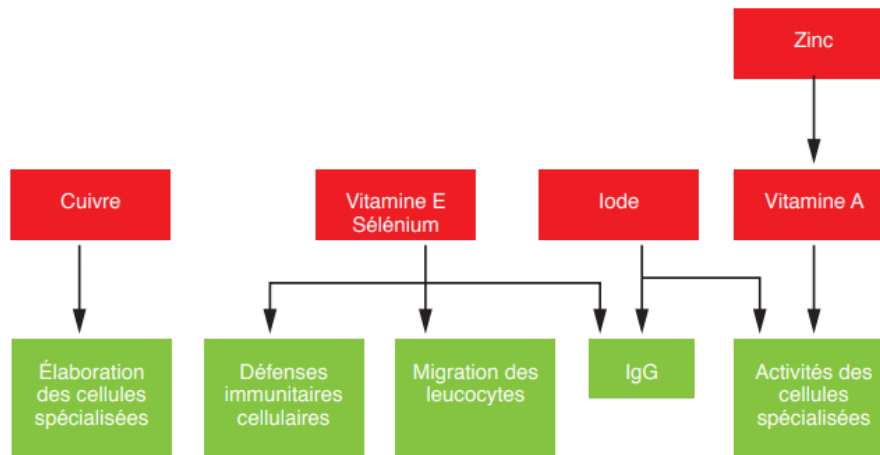 Zinc
Cuivre
Vitamine E
Sélénium
Iode
Vitamine A
Élaboration
des cellules
spécialisées
Défenses
immunitaires
cellulaires
Migration des
leucocytes
IgG
Activités des
cellules
spécialisées